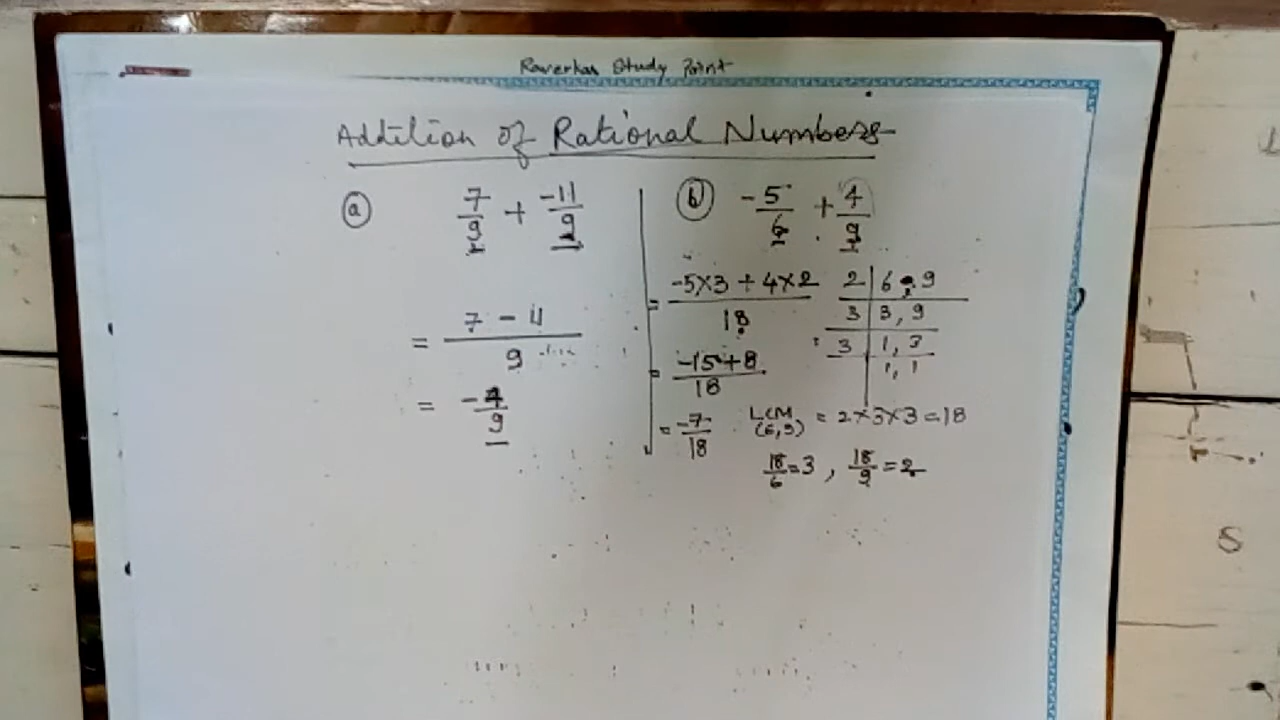 Raverkar Study Point
Addition of Rational Numbers
(a) 7/9 + -11/9
= 7 - 11 / 9
= -4/9
(b) -5/6 + 4/9
= -5×3 + 4×2 / 18
= -15+8 / 18
= -7/18
2 | 6, 9
3 | 3, 9
3 | 1, 3
1, 1
LCM (6,9) = 2×3×3=18
18/6=3, 18/9=2
S